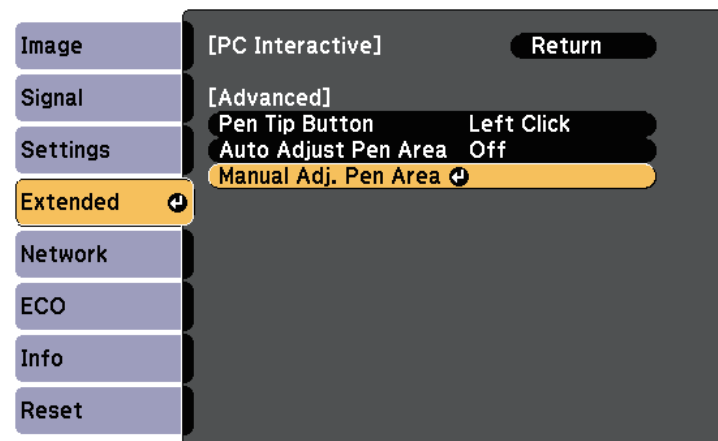 Image
Signal
Settings
Extended
Network
ECO
Info
Reset
[PC Interactive] Return
[Advanced]
Pen Tip Button Left Click
Auto Adjust Pen Area Off
Manual Adj. Pen Area